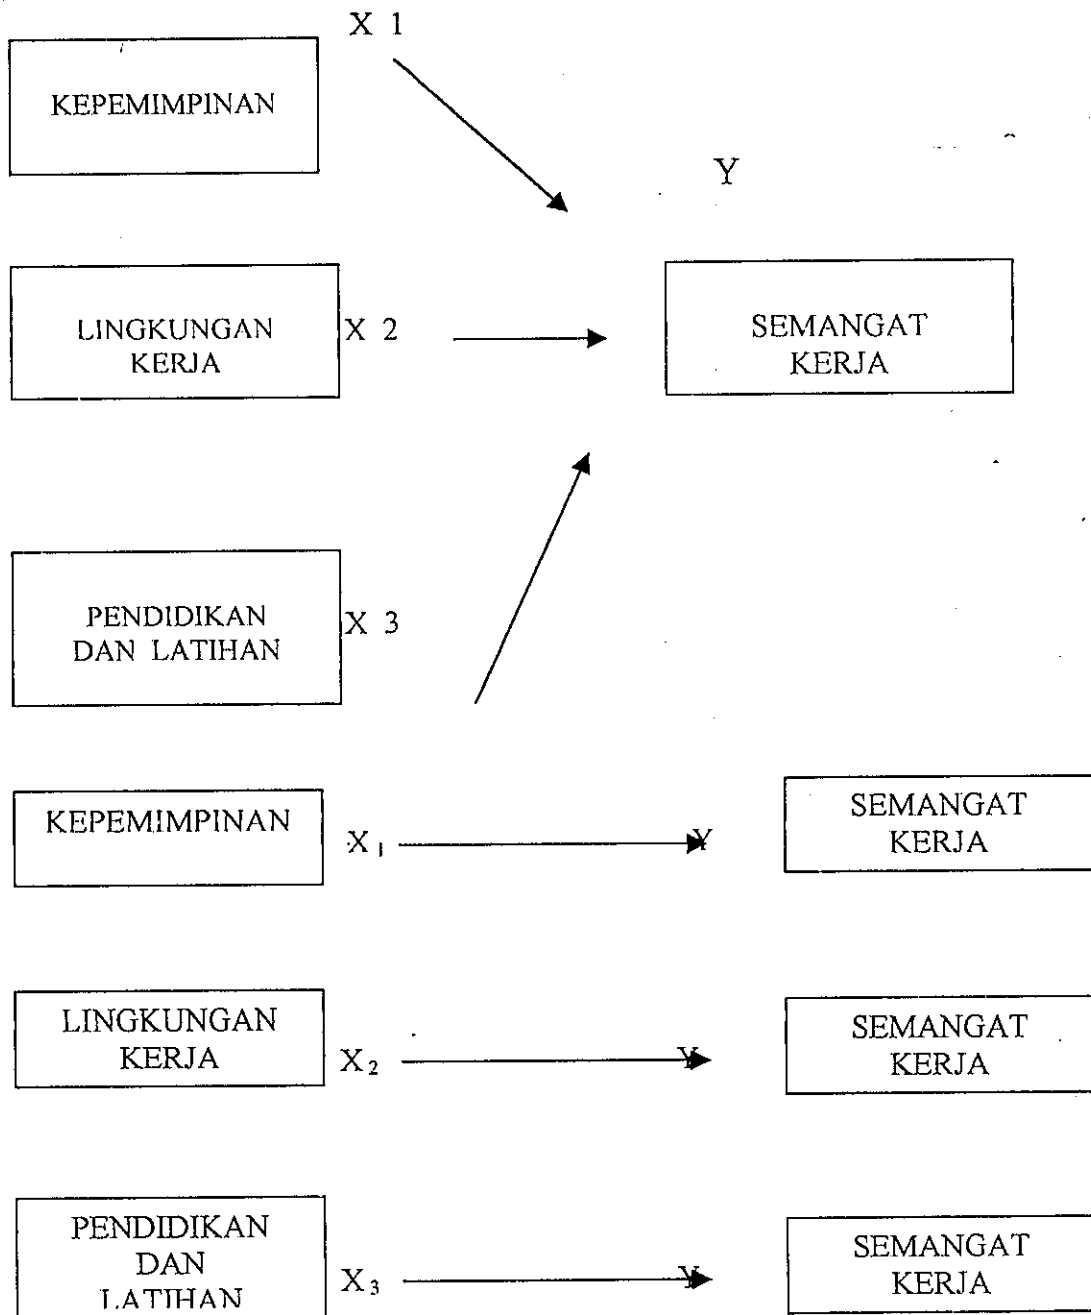 X 1
KEPEMIMPINAN
Y
LINGKUNGAN
KERJA
X 2
SEMANGAT
KERJA
PENDIDIKAN
DAN LATIHAN
X 3
KEPEMIMPINAN
X₁
Y
SEMANGAT
KERJA
LINGKUNGAN
KERJA
X₂
Y
SEMANGAT
KERJA
PENDIDIKAN
DAN
LATIHAN
X₃
Y
SEMANGAT
KERJA